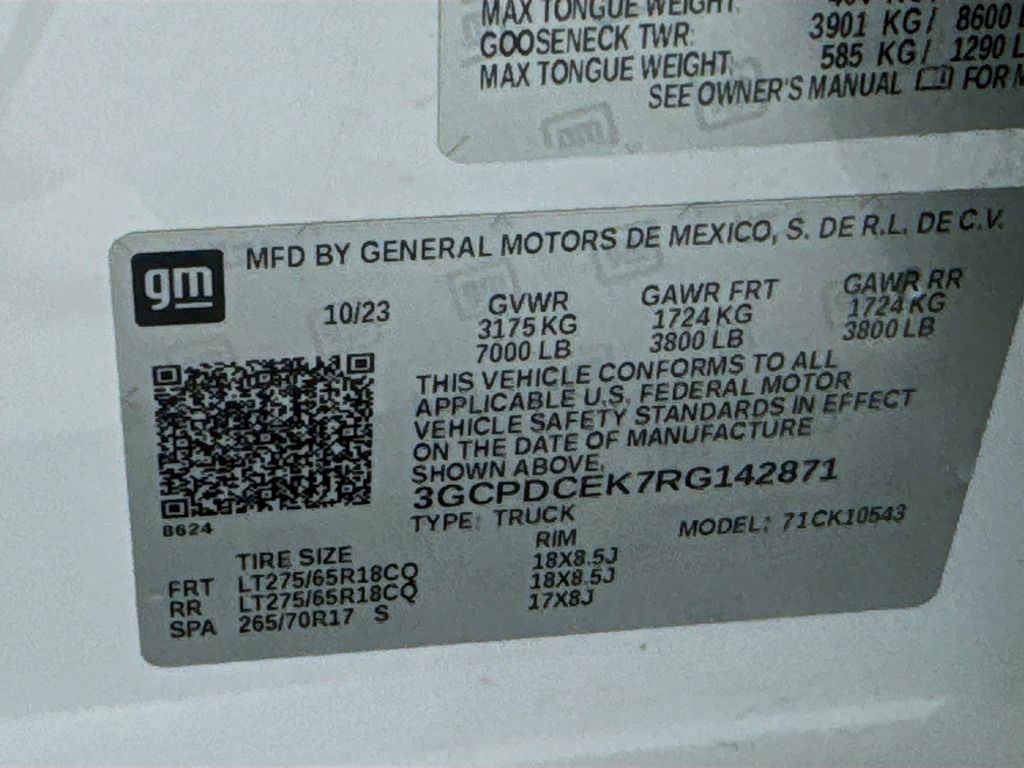 MAX TONGUE WEIGHT
GOOSENECK TWR 3901 KG/ 8600
MAX TONGUE WEIGHT 585 KG/ 1290
SEE OWNER'S MANUAL FOR
gm
MFD BY GENERAL MOTORS DE MEXICO, S. DE R.L. DE C.V.
10/23 GVWR GAWR FRT GAWR RR
3175 KG 1724 KG 1724 KG
7000 LB 3800 LB 3800 LB
THIS VEHICLE CONFORMS TO ALL
APPLICABLE U.S. FEDERAL MOTOR
VEHICLE SAFETY STANDARDS IN EFFECT
ON THE DATE OF MANUFACTURE
SHOWN ABOVE.
3GCPDCEK7RG142871
8624
TYPE: TRUCK MODEL: 71CK10543
TIRE SIZE RIM
FRT LT275/65R18CQ 18X8.5J
RR LT275/65R18CQ 18X8.5J
SPA 265/70R17 S 17X8J